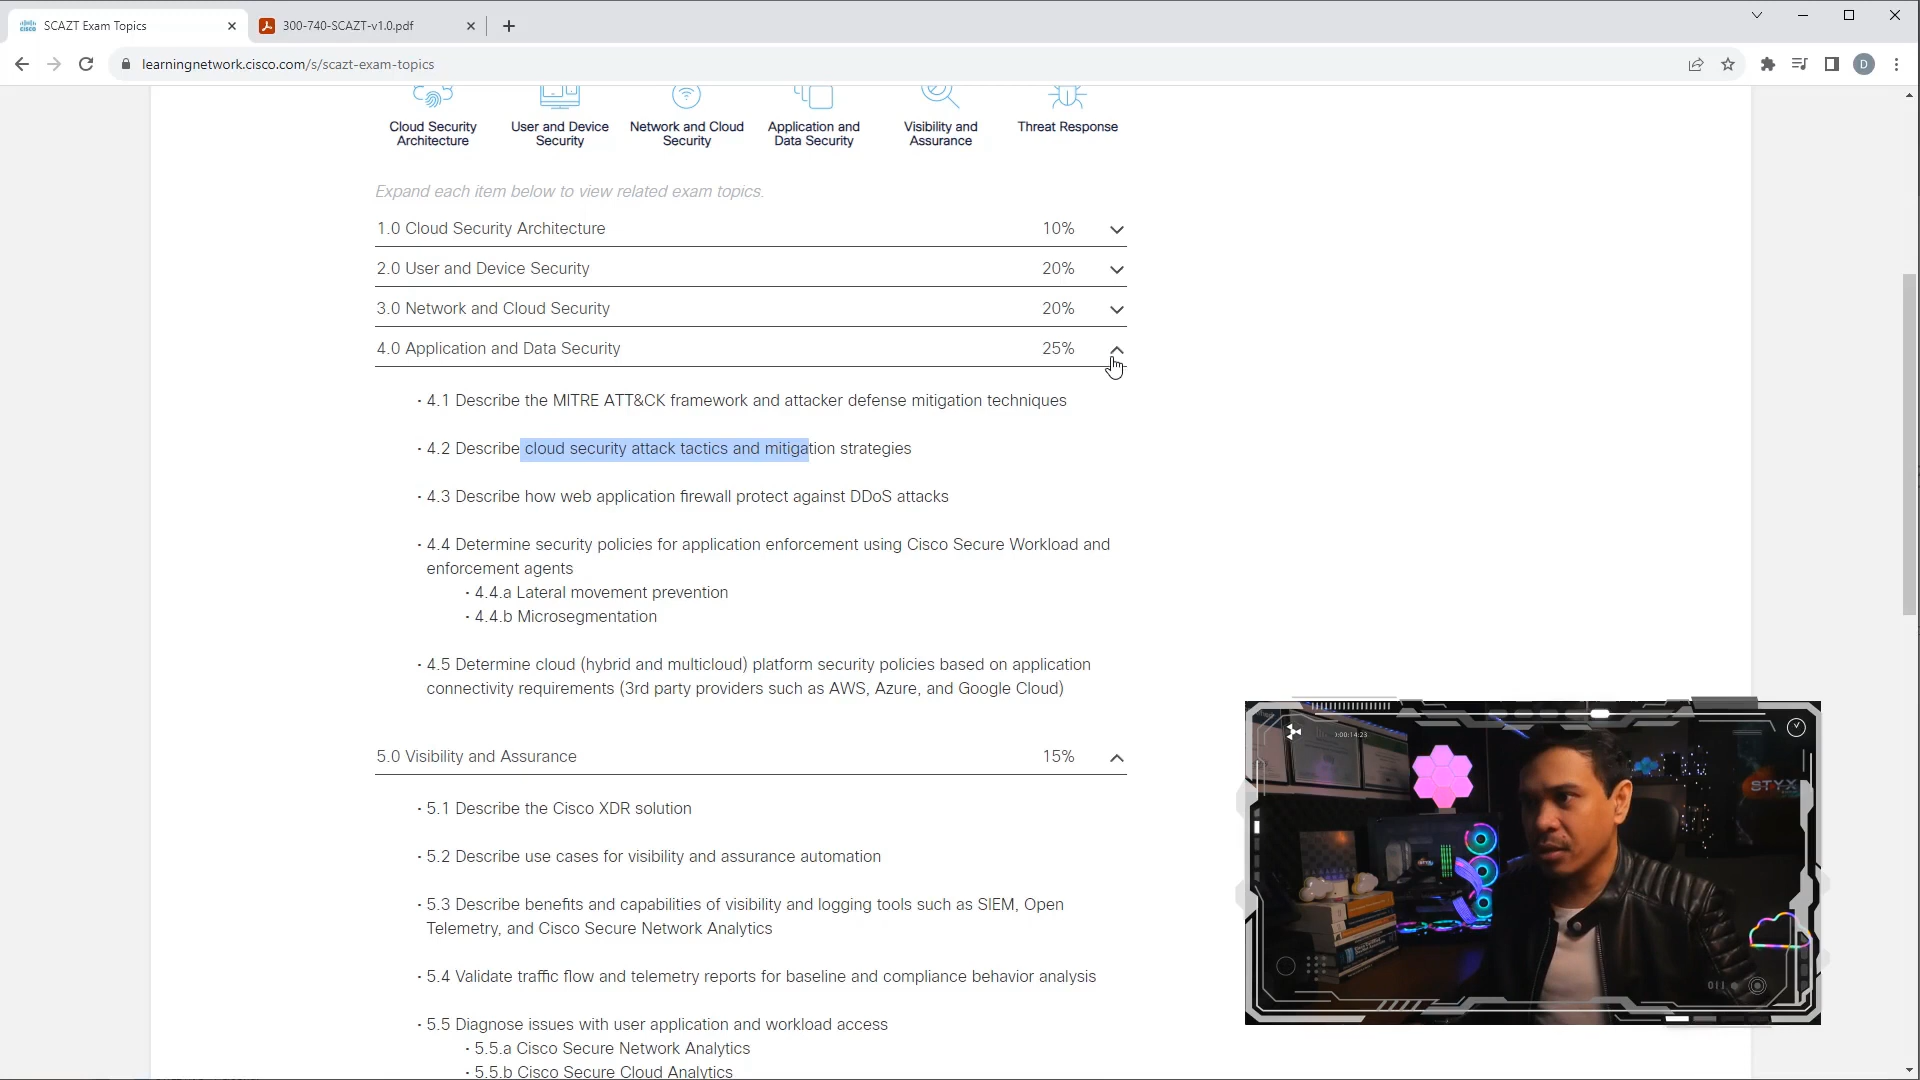 SCAZT Exam Topics
300-740-SCAZT-v1.0.pdf
learningnetwork.cisco.com/s/scazt-exam-topics
D
Cloud Security
Architecture
User and Device
Security
Network and Cloud
Security
Application and
Data Security
Visibility and
Assurance
Threat Response
Expand each item below to view related exam topics.
1.0 Cloud Security Architecture 10%
2.0 User and Device Security 20%
3.0 Network and Cloud Security 20%
4.0 Application and Data Security 25%
· 4.1 Describe the MITRE ATT&CK framework and attacker defense mitigation techniques
· 4.2 Describe cloud security attack tactics and mitigation strategies
· 4.3 Describe how web application firewall protect against DDoS attacks
· 4.4 Determine security policies for application enforcement using Cisco Secure Workload and
enforcement agents
· 4.4.a Lateral movement prevention
· 4.4.b Microsegmentation
· 4.5 Determine cloud (hybrid and multicloud) platform security policies based on application
connectivity requirements (3rd party providers such as AWS, Azure, and Google Cloud)
5.0 Visibility and Assurance 15%
· 5.1 Describe the Cisco XDR solution
· 5.2 Describe use cases for visibility and assurance automation
· 5.3 Describe benefits and capabilities of visibility and logging tools such as SIEM, Open
Telemetry, and Cisco Secure Network Analytics
· 5.4 Validate traffic flow and telemetry reports for baseline and compliance behavior analysis
· 5.5 Diagnose issues with user application and workload access
· 5.5.a Cisco Secure Network Analytics
· 5.5.b Cisco Secure Cloud Analytics
:00:14:23
STYX